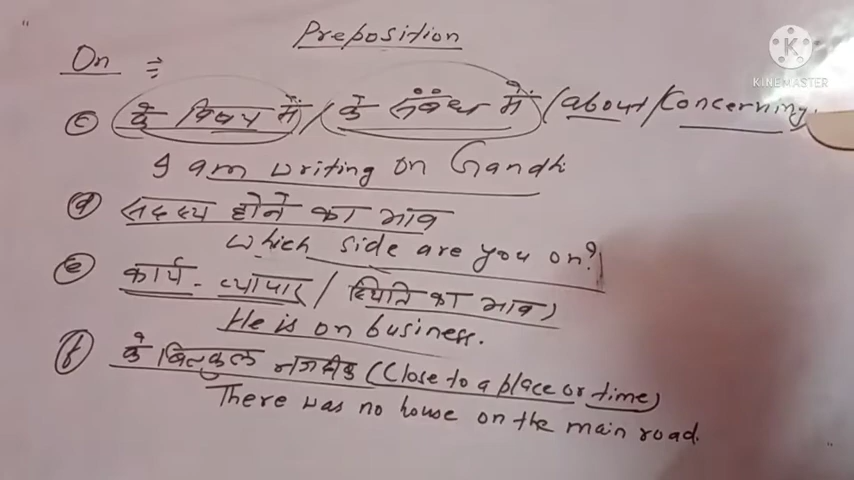 Preposition
On :-
(c) के विषय में / के संबंध में / about / Concerning.
I am writing on Gandhi
(d) सदस्य होने का भाव
Which side are you on?
(e) कार्य - व्यापार / स्थिति का भाव)
He is on business.
(f) के बिलकुल नजदीक (Close to a place or time)
There was no house on the main road.
K
KINEMASTER